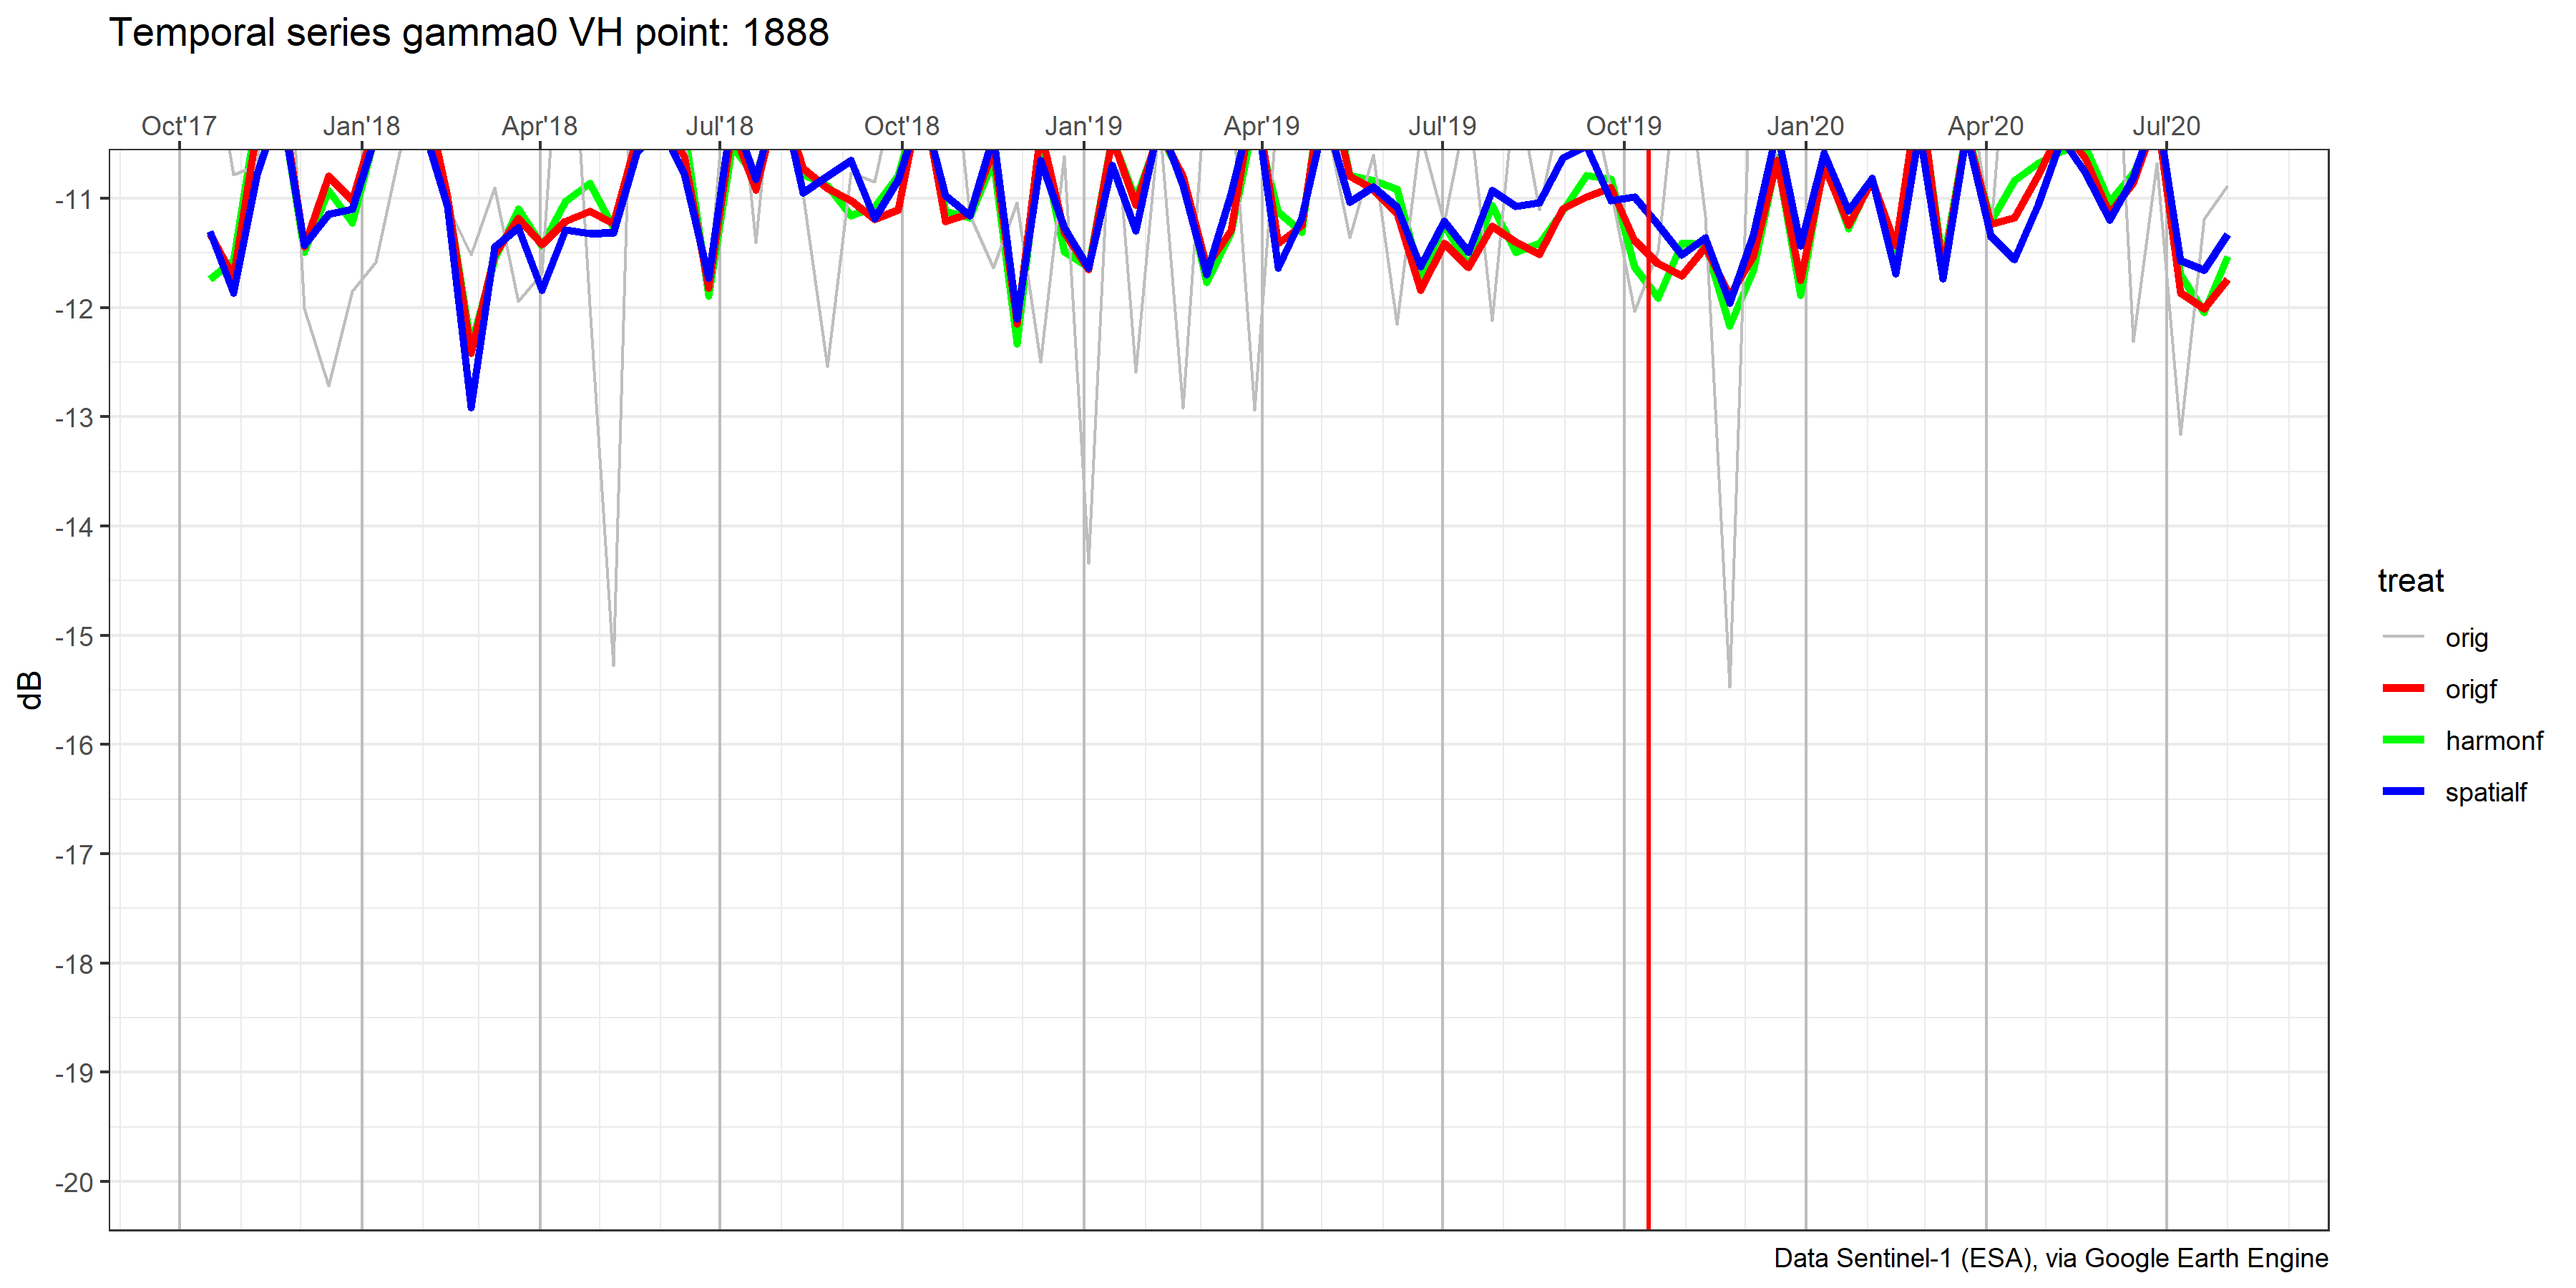 Temporal series gamma0 VH point: 1888
Oct'17 Jan'18 Apr'18 Jul'18 Oct'18 Jan'19 Apr'19 Jul'19 Oct'19 Jan'20 Apr'20 Jul'20
-11
-12
-13
-14
-15
-16
-17
-18
-19
-20
dB
treat
orig
origf
harmonf
spatialf
Data Sentinel-1 (ESA), via Google Earth Engine